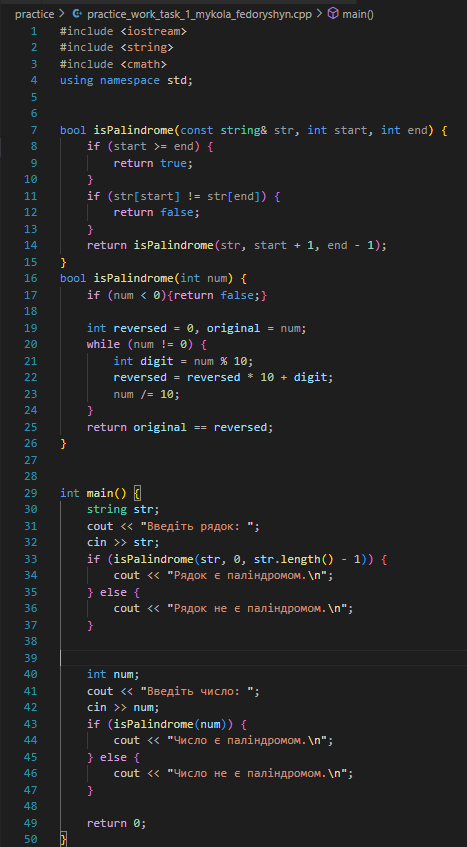 practice > practice_work_task_1_mykola_fedoryshyn.cpp > main()
1 #include <iostream>
2 #include <string>
3 #include <cmath>
4 using namespace std;
5
6
7 bool isPalindrome(const string& str, int start, int end) {
8     if (start >= end) {
9         return true;
10     }
11     if (str[start] != str[end]) {
12         return false;
13     }
14     return isPalindrome(str, start + 1, end - 1);
15 }
16 bool isPalindrome(int num) {
17     if (num < 0){return false;}
18
19     int reversed = 0, original = num;
20     while (num != 0) {
21         int digit = num % 10;
22         reversed = reversed * 10 + digit;
23         num /= 10;
24     }
25     return original == reversed;
26 }
27
28
29 int main() {
30     string str;
31     cout << "Введіть рядок: ";
32     cin >> str;
33     if (isPalindrome(str, 0, str.length() - 1)) {
34         cout << "Рядок є паліндромом.\n";
35     } else {
36         cout << "Рядок не є паліндромом.\n";
37     }
38
39
40     int num;
41     cout << "Введіть число: ";
42     cin >> num;
43     if (isPalindrome(num)) {
44         cout << "Число є паліндромом.\n";
45     } else {
46         cout << "Число не є паліндромом.\n";
47     }
48
49     return 0;
50 }